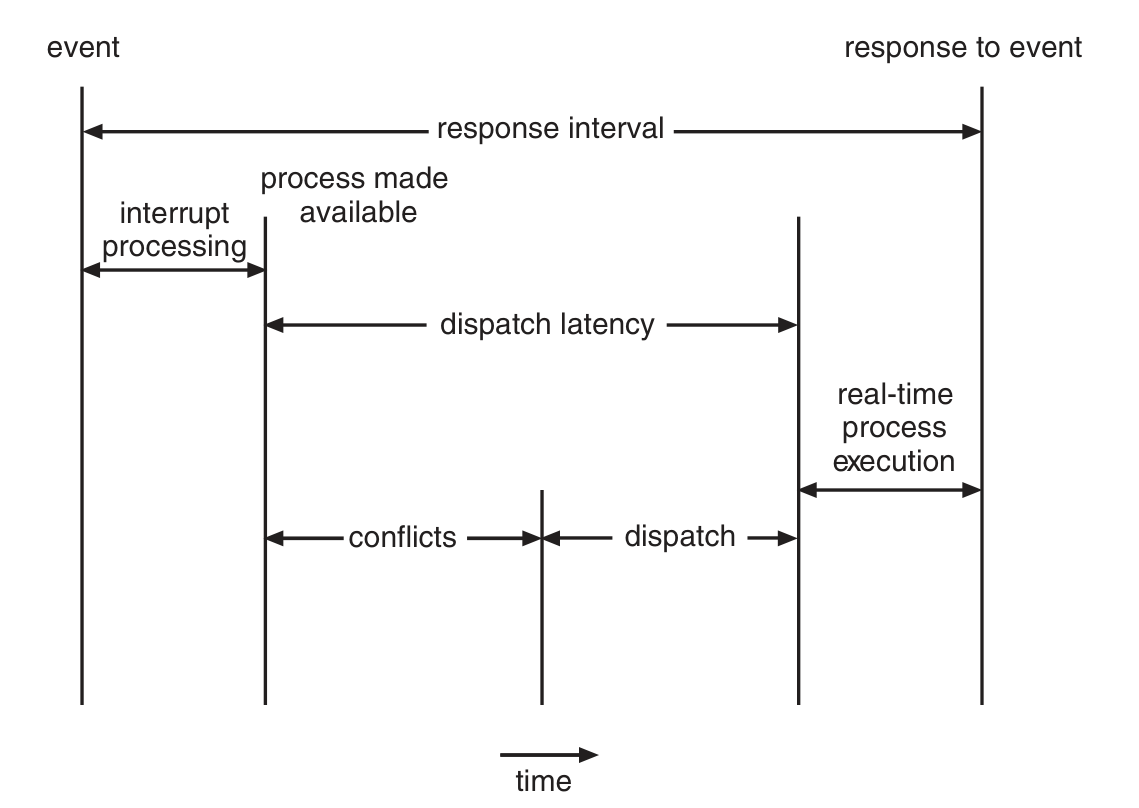 event
response to event
response interval
process made
available
interrupt
processing
dispatch latency
real-time
process
execution
conflicts
dispatch
time